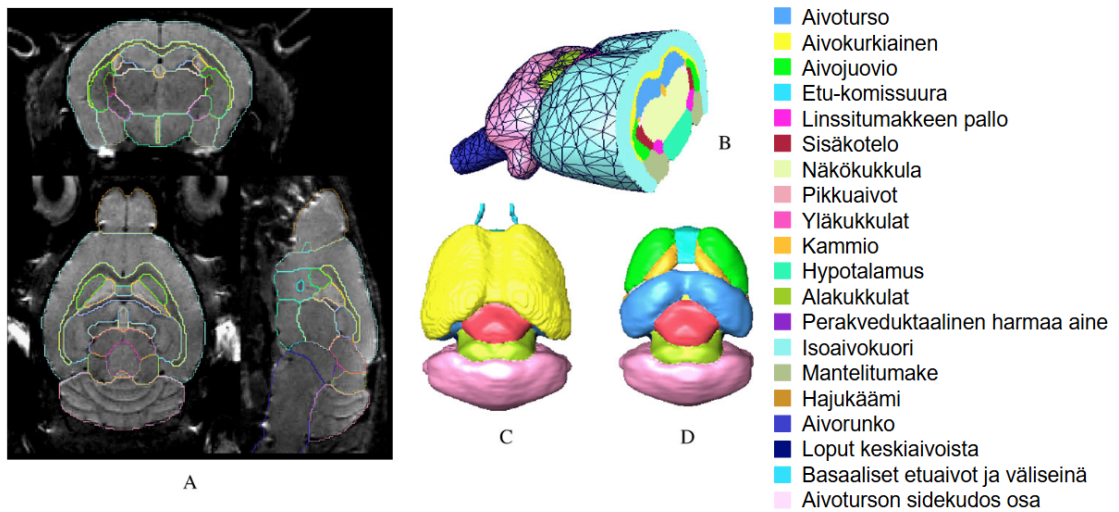 A
B
C
D
Aivoturso
Aivokurkiainen
Aivojuovio
Etu-komissuura
Linssitumakkeen pallo
Sisäkotelo
Näkökukkula
Pikkuaivot
Yläkukkulat
Kammio
Hypotalamus
Alakukkulat
Perakveduktaalinen harmaa aine
Isoaivokuori
Mantelitumake
Hajukäämi
Aivorunko
Loput keskiaivoista
Basaaliset etuaivot ja väliseinä
Aivoturson sidekudos osa